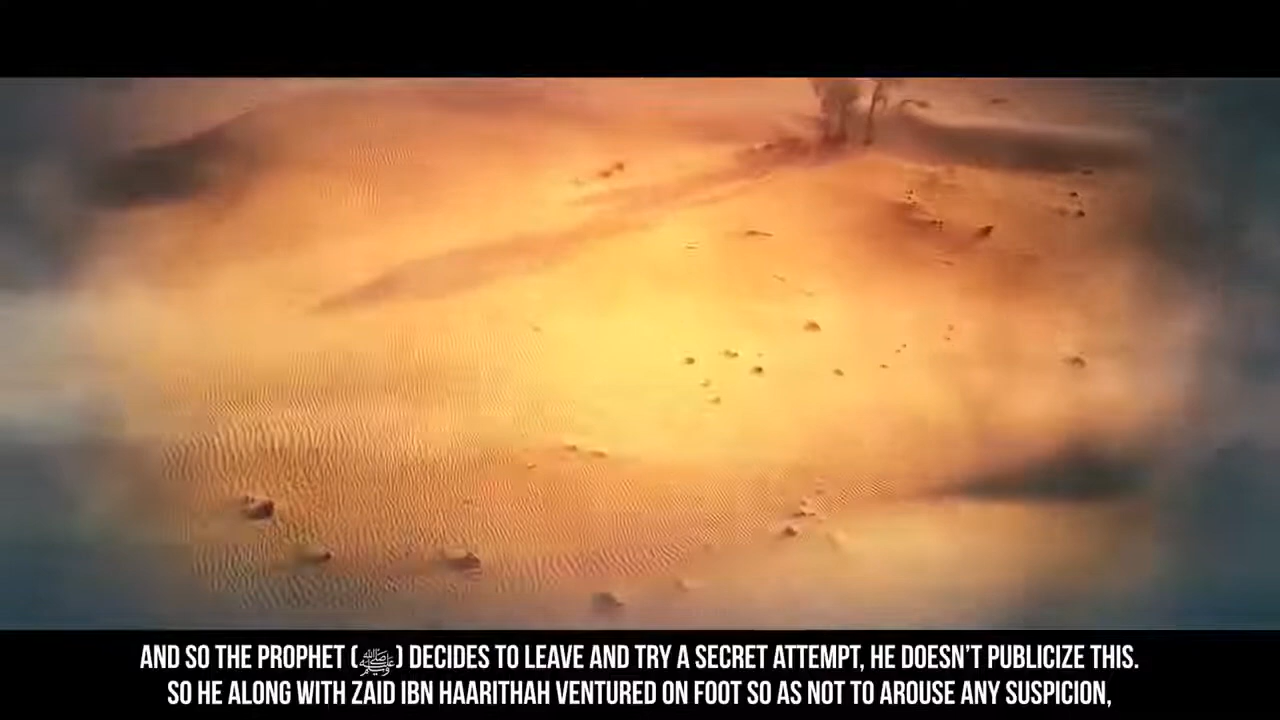 AND SO THE PROPHET (ﷺ) DECIDES TO LEAVE AND TRY A SECRET ATTEMPT, HE DOESN'T PUBLICIZE THIS.
SO HE ALONG WITH ZAID IBN HAARITHAH VENTURED ON FOOT SO AS NOT TO AROUSE ANY SUSPICION,